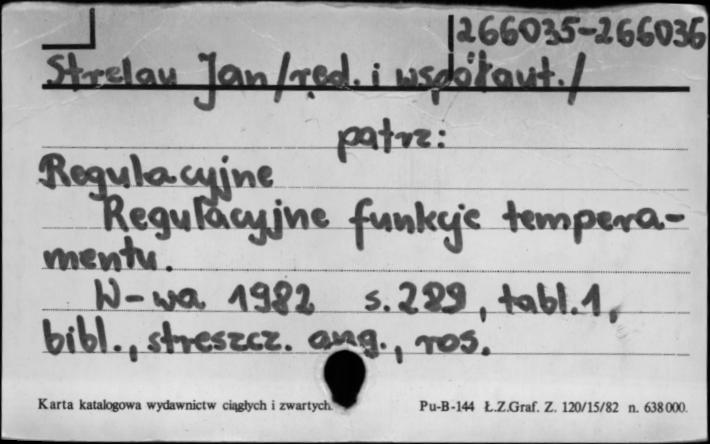 266035-266036
Strelau Jan/red. i współaut./
patrz:
Regulacyjne
Regulacyjne funkcje tempera-
mentu.
W-wa 1982 s. 289, tabl. 1,
bibl., streszcz. ang., ros.
Karta katalogowa wydawnictw ciągłych i zwartych. Pu-B-144 Ł.Z.Graf. Z. 120/15/82 n. 638000.